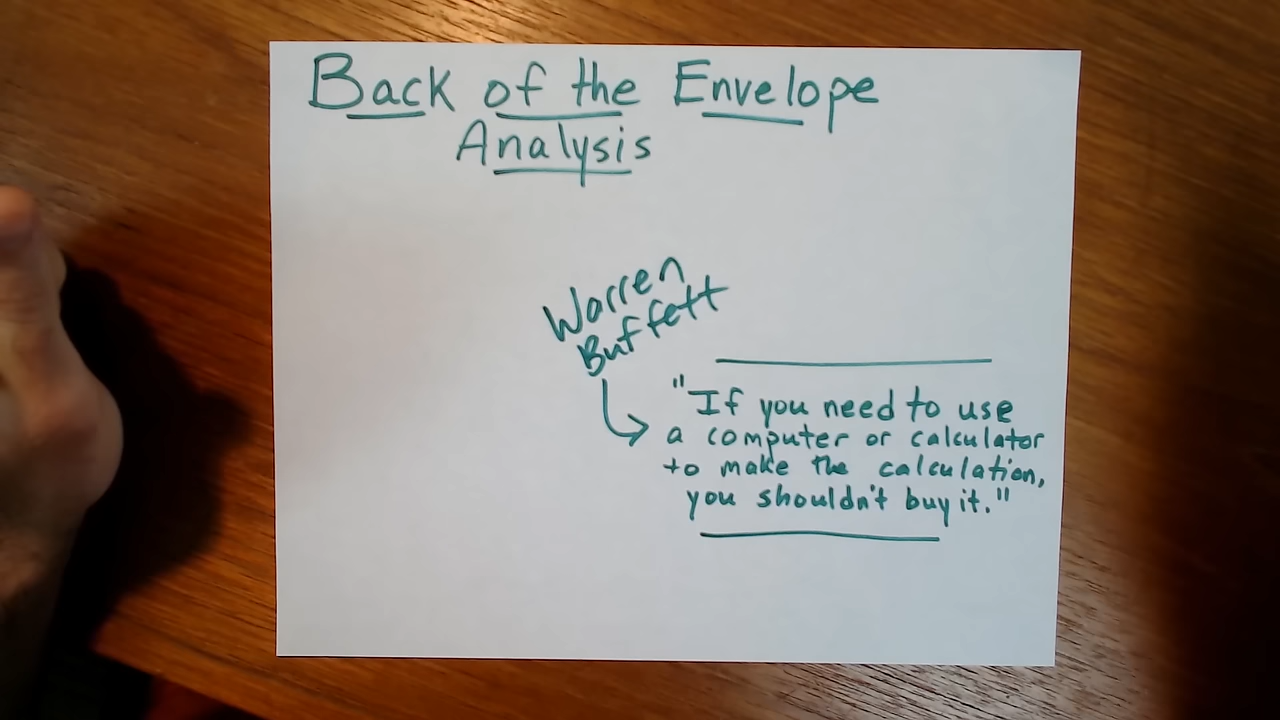 Back of the Envelope
Analysis
Warren
Buffett
"If you need to use
a computer or calculator
to make the calculation,
you shouldn't buy it."